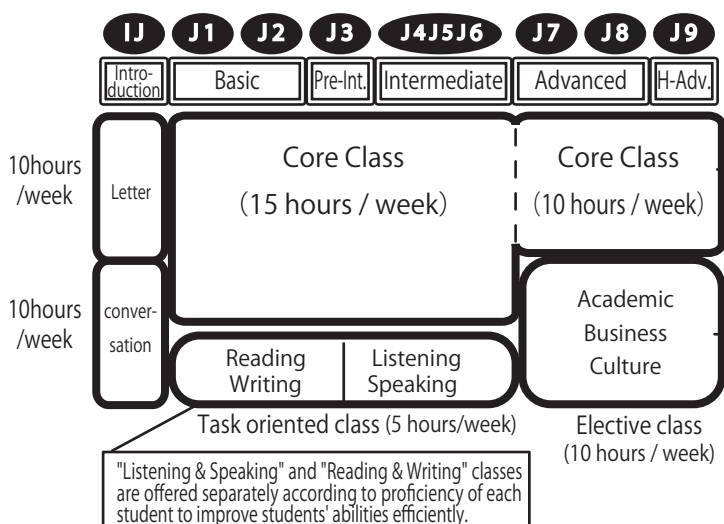 IJ J1 J2 J3 J4J5J6 J7 J8 J9
Intro-
duction
Basic
Pre-Int.
Intermediate
Advanced
H-Adv.
10hours
/week
Letter
Core Class
(15 hours / week)
Core Class
(10 hours / week)
10hours
/week
conver-
sation
Reading
Writing
Listening
Speaking
Academic
Business
Culture
Task oriented class (5 hours/week)
Elective class
(10 hours / week)
"Listening & Speaking" and "Reading & Writing" classes
are offered separately according to proficiency of each
student to improve students' abilities efficiently.